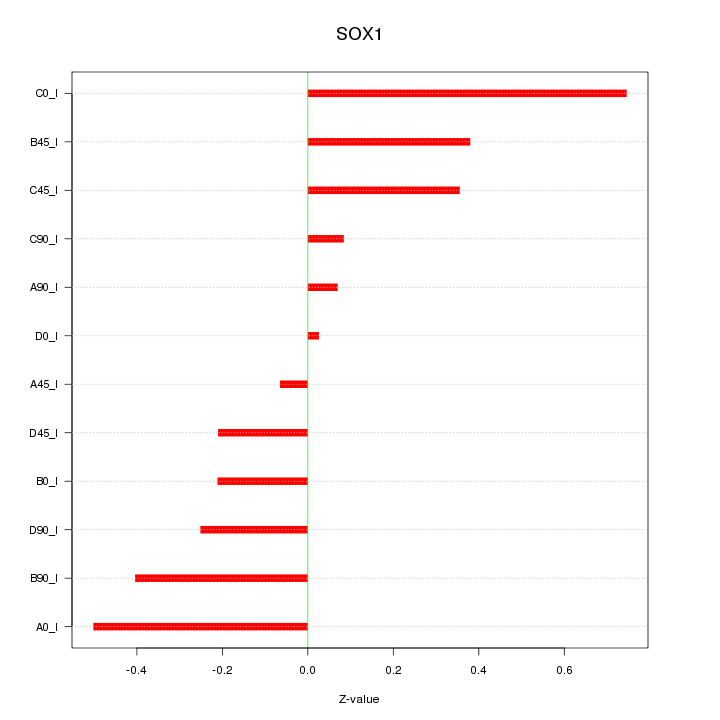 SOX1
C0_I
B45_I
C45_I
C90_I
A90_I
D0_I
A45_I
D45_I
B0_I
D90_I
B90_I
A0_I
-0.4 -0.2 0.0 0.2 0.4 0.6
Z-value